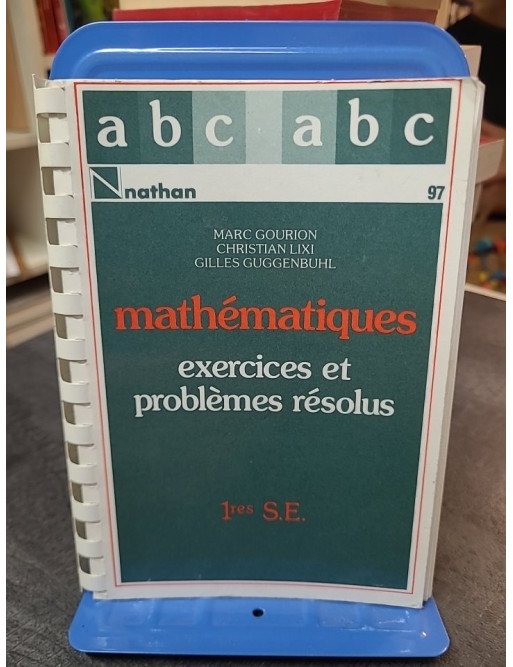 abc abc
nathan 97
MARC GOURION
CHRISTIAN LIXI
GILLES GUGGENBUHL
mathématiques
exercices et
problèmes résolus
1res S.E.